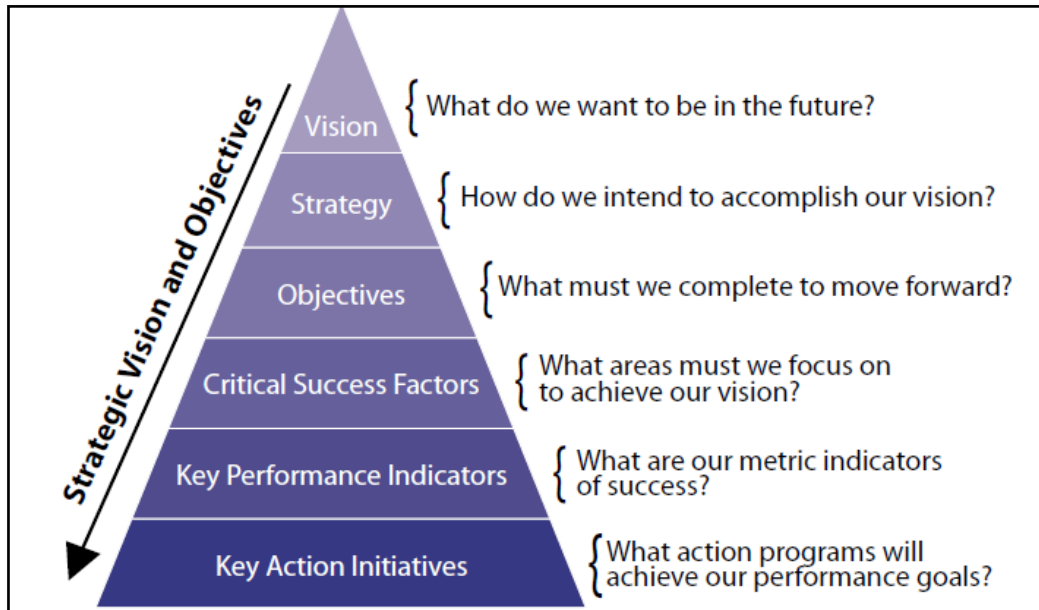 Strategic Vision and Objectives
Vision
What do we want to be in the future?
Strategy
How do we intend to accomplish our vision?
Objectives
What must we complete to move forward?
Critical Success Factors
What areas must we focus on
to achieve our vision?
Key Performance Indicators
What are our metric indicators
of success?
Key Action Initiatives
What action programs will
achieve our performance goals?